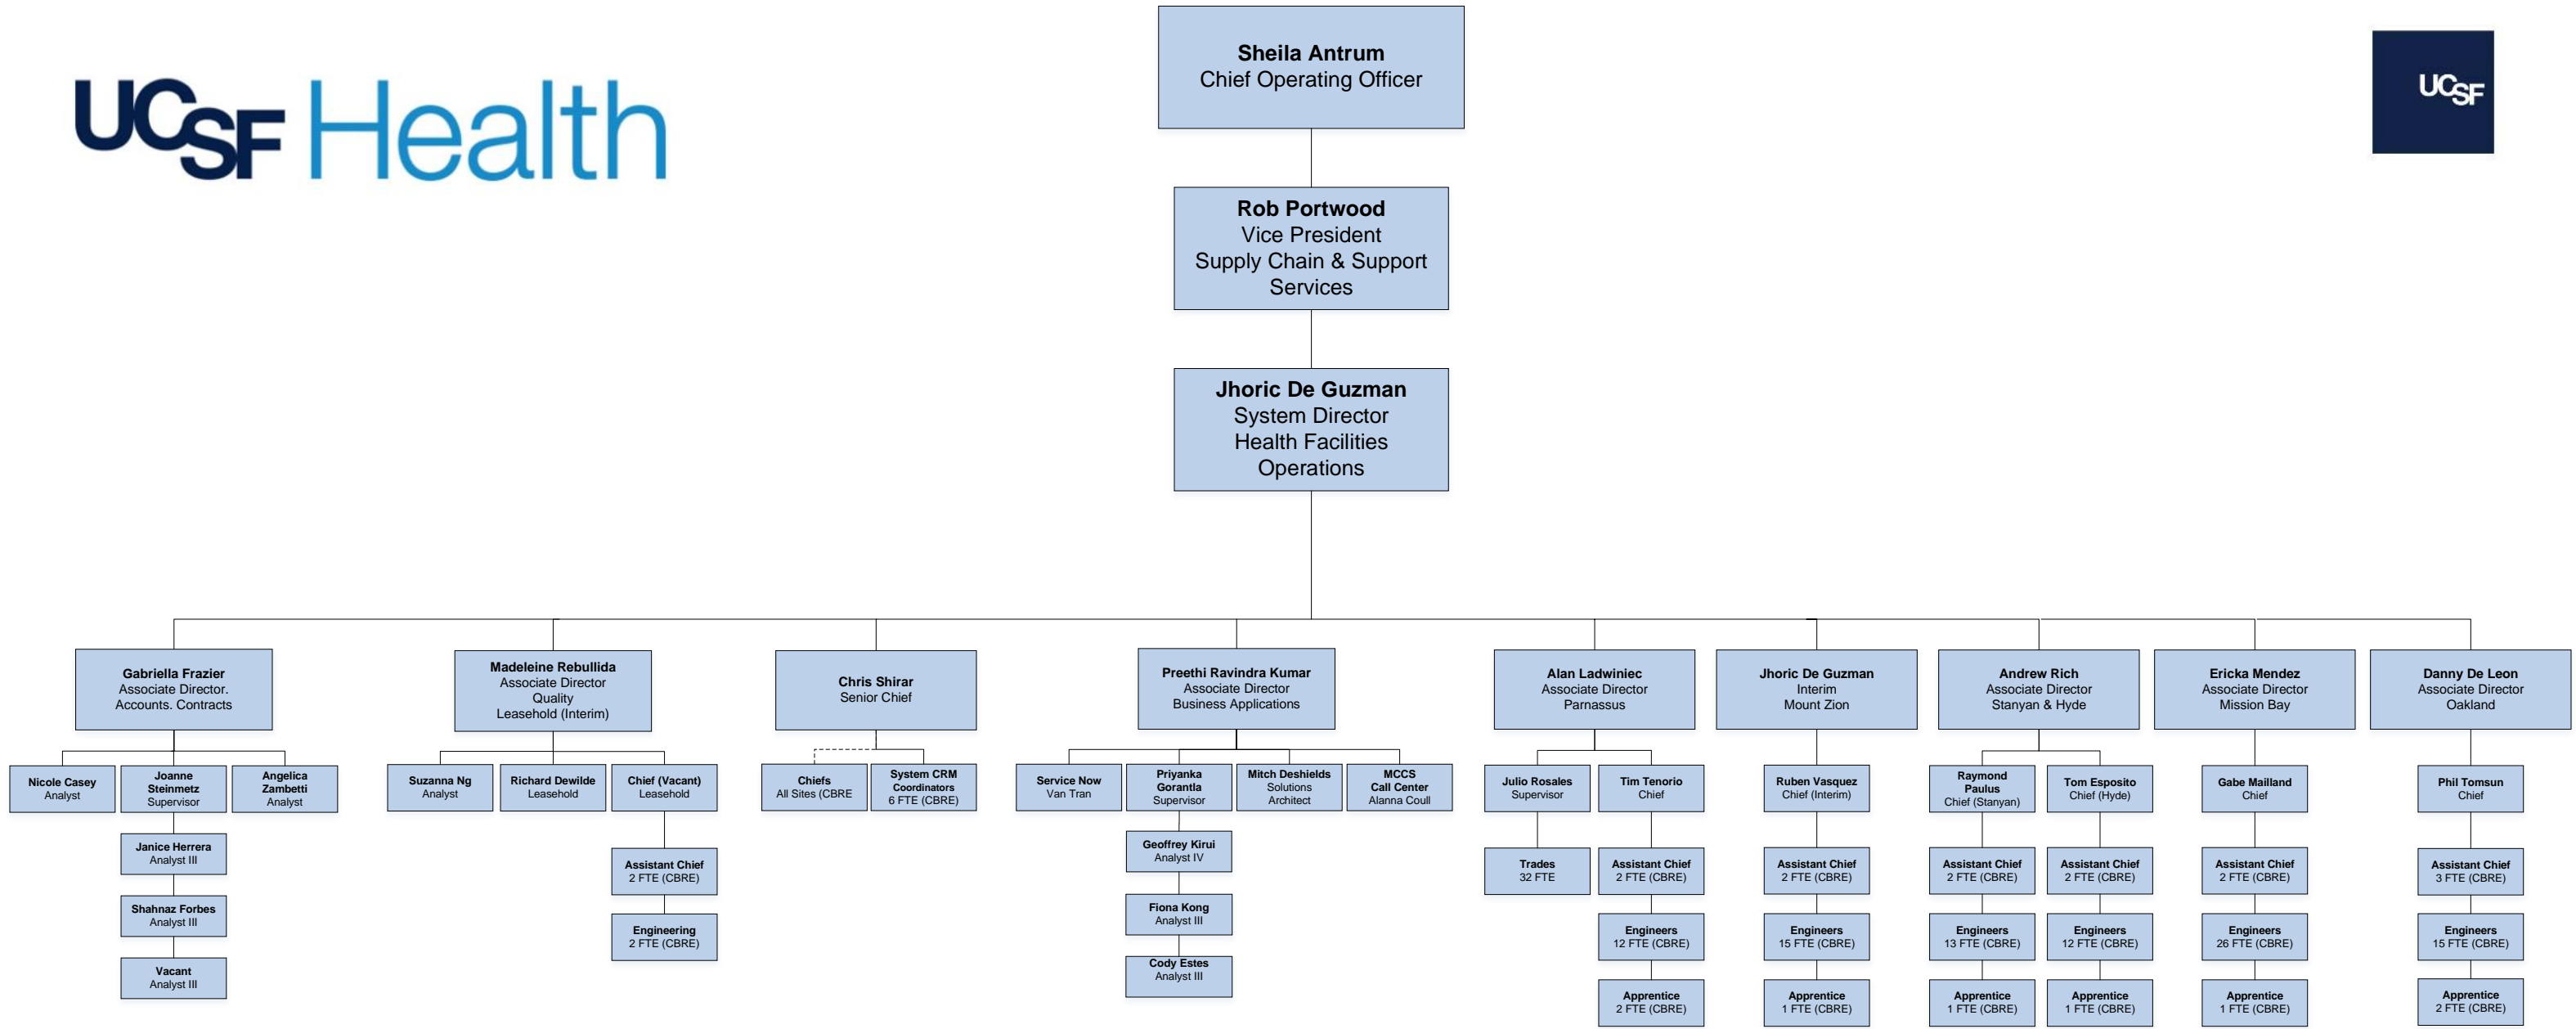 Sheila Antrum
Chief Operating Officer
UCSF Health
UCSF
Rob Portwood
Vice President
Supply Chain & Support
Services
Jhoric De Guzman
System Director
Health Facilities
Operations
Gabriella Frazier
Associate Director.
Accounts. Contracts
Nicole Casey
Analyst
Joanne
Steinmetz
Supervisor
Angelica
Zambetti
Analyst
Janice Herrera
Analyst III
Shahnaz Forbes
Analyst III
Vacant
Analyst III
Madeleine Rebullida
Associate Director
Quality
Leasehold (Interim)
Suzanna Ng
Analyst
Richard Dewilde
Leasehold
Chief (Vacant)
Leasehold
Assistant Chief
2 FTE (CBRE)
Engineering
2 FTE (CBRE)
Chris Shirar
Senior Chief
Chiefs
All Sites (CBRE
System CRM
Coordinators
6 FTE (CBRE)
Preethi Ravindra Kumar
Associate Director
Business Applications
Service Now
Van Tran
Priyanka
Gorantla
Supervisor
Mitch Deshields
Solutions
Architect
MCCS
Call Center
Alanna Coull
Geoffrey Kirui
Analyst IV
Fiona Kong
Analyst III
Cody Estes
Analyst III
Alan Ladwiniec
Associate Director
Parnassus
Julio Rosales
Supervisor
Trades
32 FTE
Tim Tenorio
Chief
Assistant Chief
2 FTE (CBRE)
Engineers
12 FTE (CBRE)
Apprentice
2 FTE (CBRE)
Jhoric De Guzman
Interim
Mount Zion
Ruben Vasquez
Chief (Interim)
Assistant Chief
2 FTE (CBRE)
Engineers
15 FTE (CBRE)
Apprentice
1 FTE (CBRE)
Andrew Rich
Associate Director
Stanyan & Hyde
Raymond
Paulus
Chief (Stanyan)
Assistant Chief
2 FTE (CBRE)
Engineers
13 FTE (CBRE)
Apprentice
1 FTE (CBRE)
Tom Esposito
Chief (Hyde)
Assistant Chief
2 FTE (CBRE)
Engineers
12 FTE (CBRE)
Apprentice
1 FTE (CBRE)
Ericka Mendez
Associate Director
Mission Bay
Gabe Mailland
Chief
Assistant Chief
2 FTE (CBRE)
Engineers
26 FTE (CBRE)
Apprentice
1 FTE (CBRE)
Danny De Leon
Associate Director
Oakland
Phil Tomsun
Chief
Assistant Chief
3 FTE (CBRE)
Engineers
15 FTE (CBRE)
Apprentice
2 FTE (CBRE)